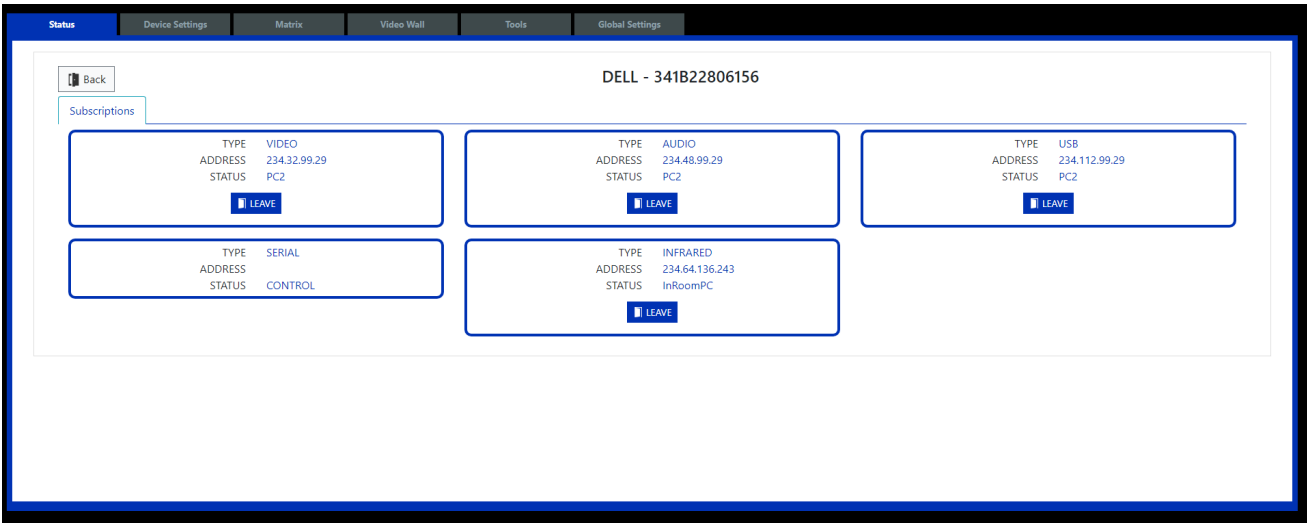 Status Device Settings Matrix Video Wall Tools Global Settings
Back
DELL - 341B22806156
Subscriptions
TYPE VIDEO
ADDRESS 234.32.99.29
STATUS PC2
LEAVE
TYPE AUDIO
ADDRESS 234.48.99.29
STATUS PC2
LEAVE
TYPE USB
ADDRESS 234.112.99.29
STATUS PC2
LEAVE
TYPE SERIAL
ADDRESS
STATUS CONTROL
TYPE INFRARED
ADDRESS 234.64.136.243
STATUS InRoomPC
LEAVE